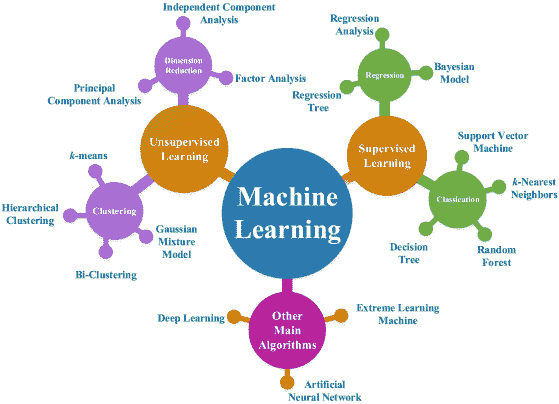 Independent Component
Analysis
Dimension
Reduction
Factor Analysis
Principal
Component Analysis
Unsupervised
Learning
k-means
Hierarchical
Clustering
Clustering
Gaussian
Mixture
Model
Bi-Clustering
Machine
Learning
Regression
Analysis
Regression
Bayesian
Model
Regression
Tree
Supervised
Learning
Support Vector
Machine
k-Nearest
Neighbors
Classication
Decision
Tree
Random
Forest
Other
Main
Algorithms
Deep Learning
Extreme Learning
Machine
Artificial
Neural Network